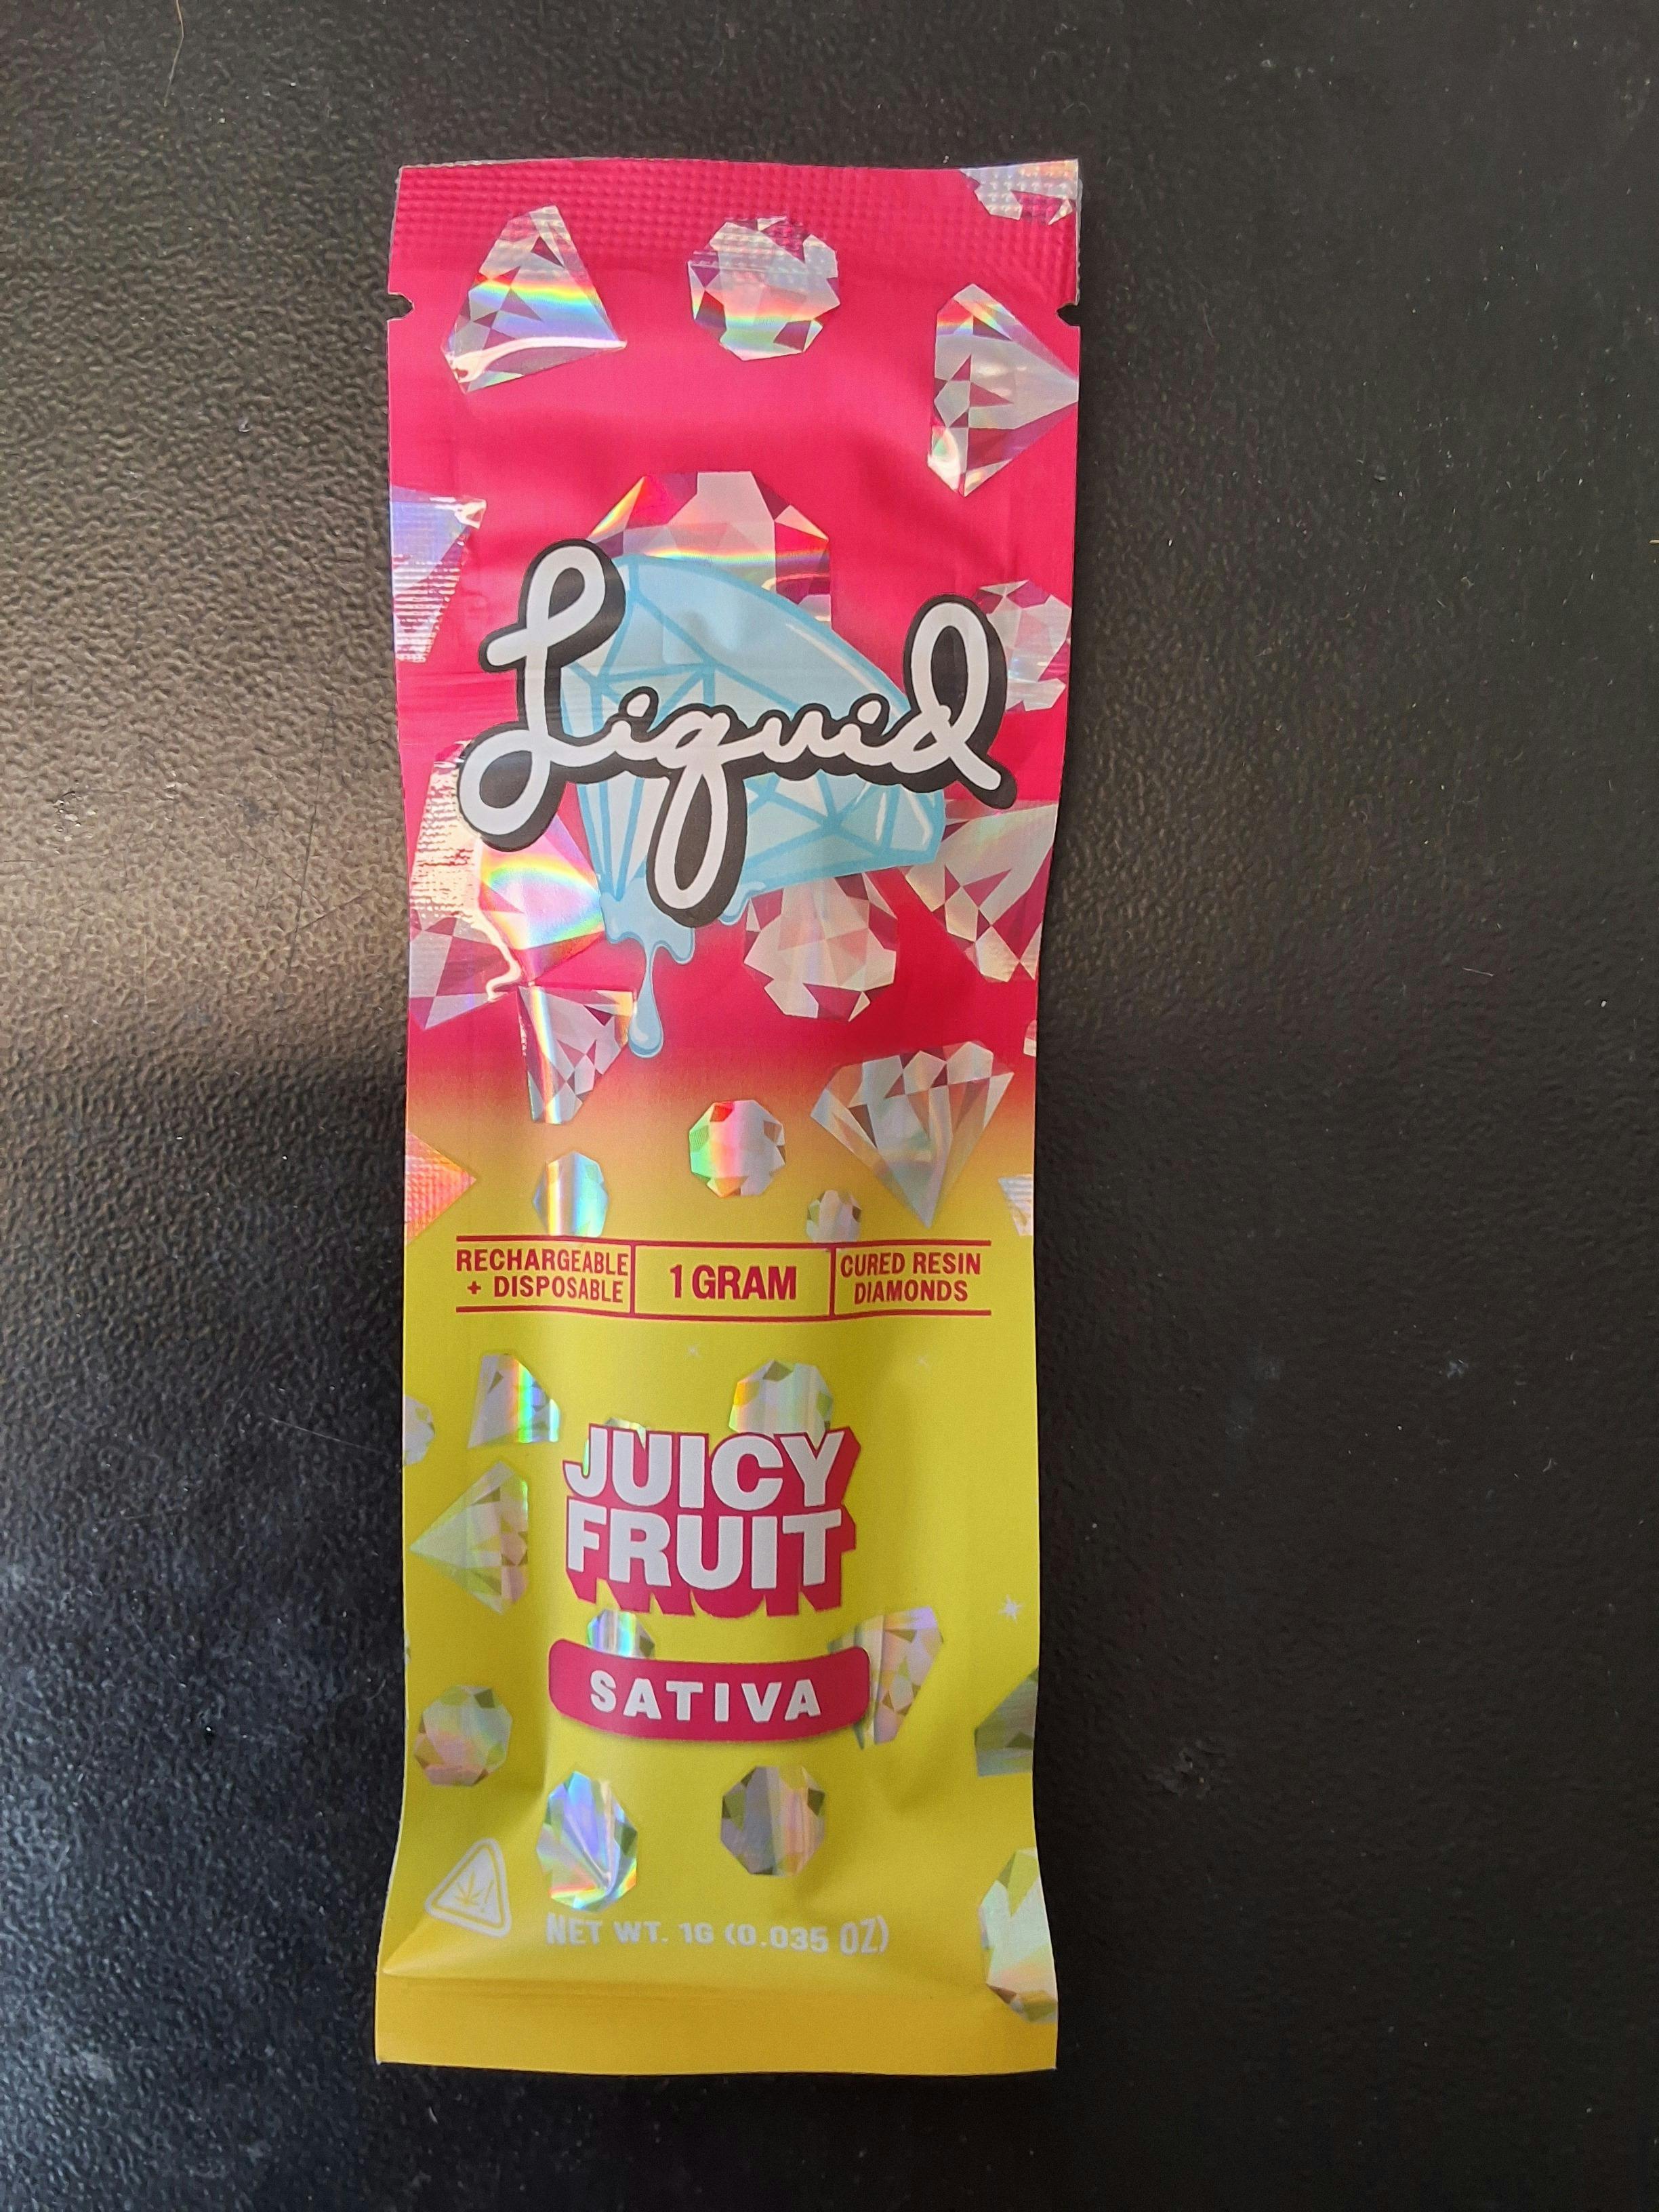 Liquid
RECHARGEABLE
+ DISPOSABLE
1 GRAM
CURED RESIN
DIAMONDS
JUICY
FRUIT
SATIVA
NET WT. 1G (0.035 OZ)